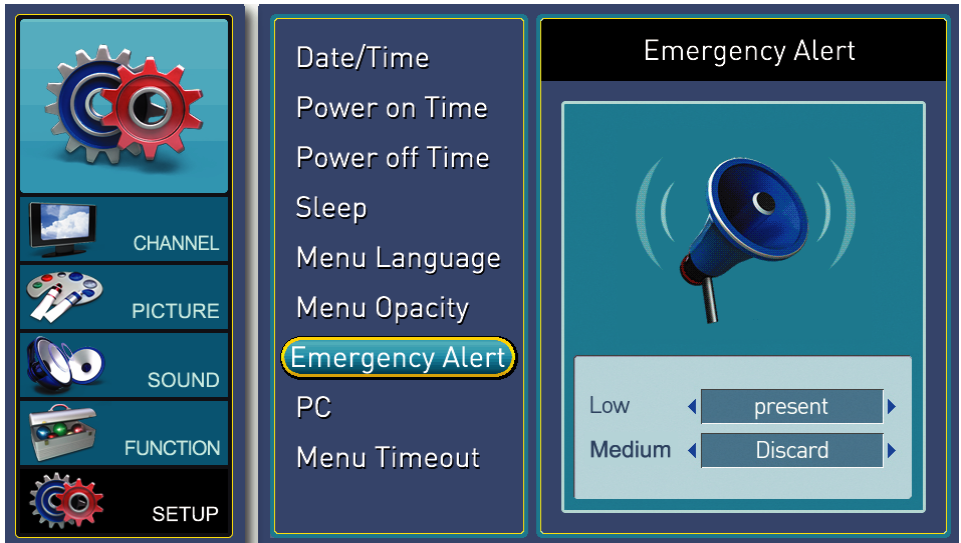 CHANNEL
PICTURE
SOUND
FUNCTION
SETUP
Date/Time
Power on Time
Power off Time
Sleep
Menu Language
Menu Opacity
Emergency Alert
PC
Menu Timeout
Emergency Alert
Low present
Medium Discard